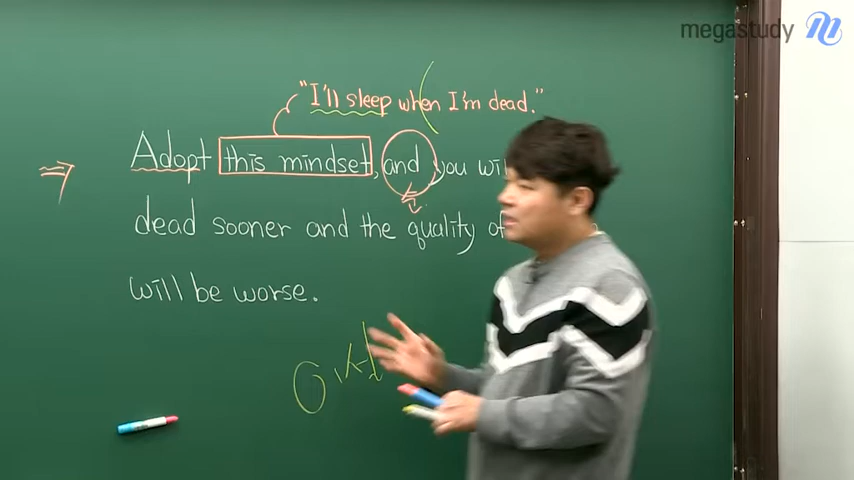 megastudy
"I'll sleep when I'm dead."
Adopt this mindset, and you wi
dead sooner and the quality of
will be worse.